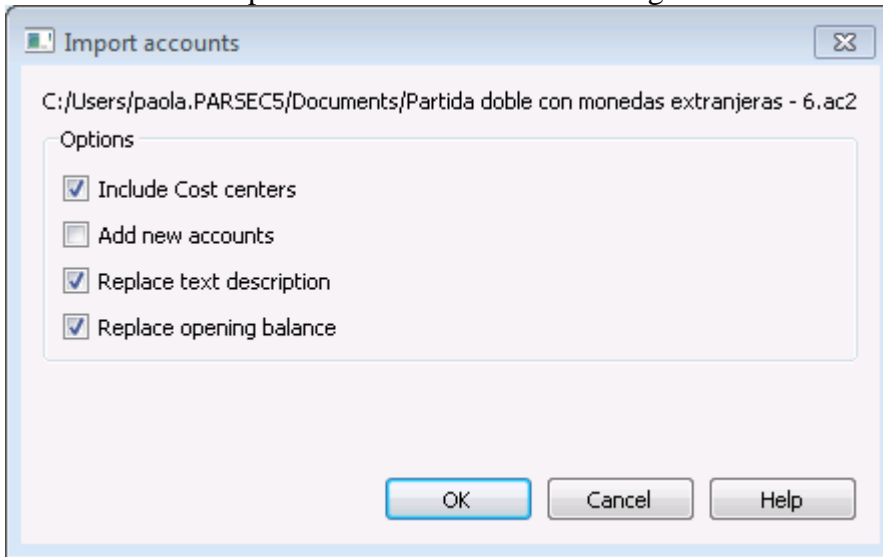 Import accounts
C:/Users/paola.PARSEC5/Documents/Partida doble con monedas extranjeras - 6.ac2
Options
Include Cost centers
Add new accounts
Replace text description
Replace opening balance
OK Cancel Help